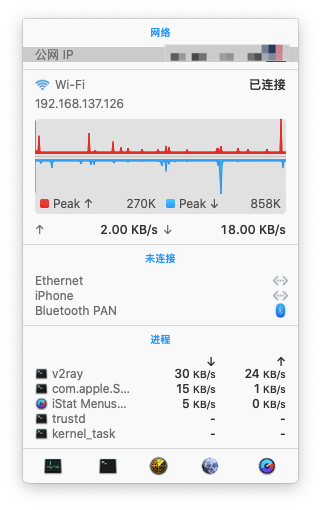 网络
公网 IP
Wi-Fi 已连接
192.168.137.126
Peak ↑ 270K Peak ↓ 858K
↑ 2.00 KB/s ↓ 18.00 KB/s
未连接
Ethernet
iPhone
Bluetooth PAN
进程
↓ ↑
v2ray 30 KB/s 24 KB/s
com.apple.S... 15 KB/s 1 KB/s
iStat Menus... 5 KB/s 0 KB/s
trustd - -
kernel_task - -